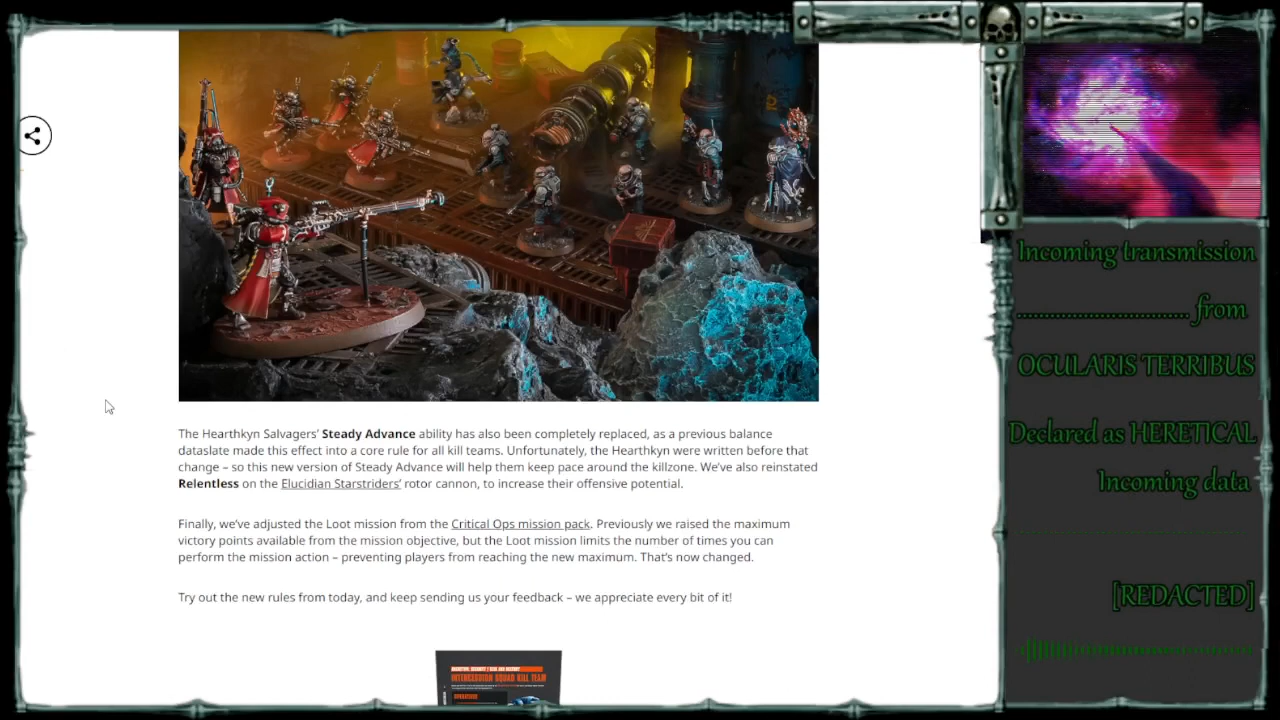 The Hearthkyn Salvagers' Steady Advance ability has also been completely replaced, as a previous balance
dataslate made this effect into a core rule for all kill teams. Unfortunately, the Hearthkyn were written before that
change – so this new version of Steady Advance will help them keep pace around the killzone. We've also reinstated
Relentless on the Elucidian Starstriders' rotor cannon, to increase their offensive potential.
Finally, we've adjusted the Loot mission from the Critical Ops mission pack. Previously we raised the maximum
victory points available from the mission objective, but the Loot mission limits the number of times you can
perform the mission action – preventing players from reaching the new maximum. That's now changed.
Try out the new rules from today, and keep sending us your feedback – we appreciate every bit of it!
INTERCESSION SQUAD KILL TEAM
OPERATIVES
Incoming transmission
.............................. from
OCULARIS TERRIBUS
Declared as HERETICAL
Incoming data
[REDACTED]